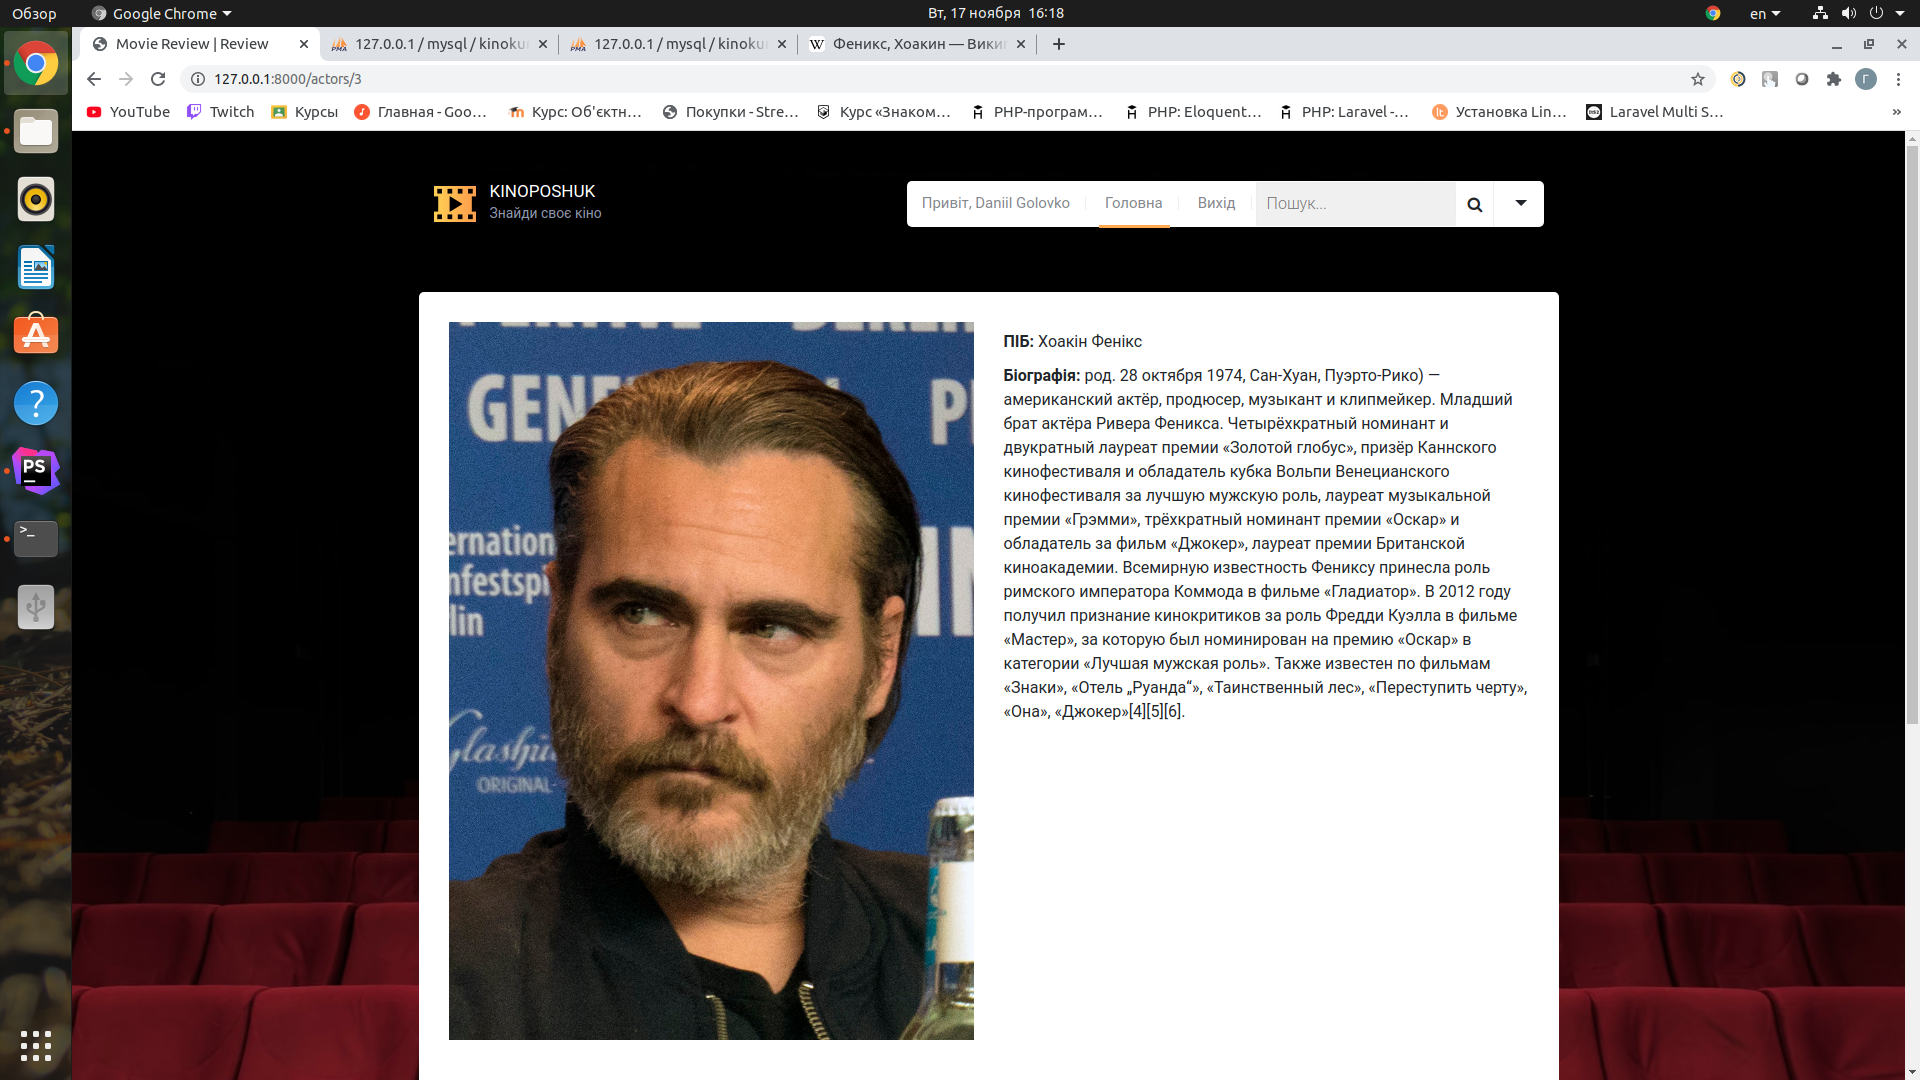 Обзор
Google Chrome
Вт, 17 ноября 16:18
en
Movie Review | Review
127.0.0.1 / mysql / kinoku
127.0.0.1 / mysql / kinoku
Феникс, Хоакин — Вики
127.0.0.1:8000/actors/3
Г
YouTube
Twitch
Курсы
Главная - Goo...
Курс: Об'єктн...
Покупки - Stre...
Курс «Знаком...
PHP-програм...
PHP: Eloquent...
PHP: Laravel -...
Установка Lin...
Laravel Multi S...
»
KINOPOSHUK
Знайди своє кіно
Привіт, Daniil Golovko
Головна
Вихід
Пошук...
ПІБ: Хоакін Фенікс
Біографія: род. 28 октября 1974, Сан-Хуан, Пуэрто-Рико) —
американский актёр, продюсер, музыкант и клипмейкер. Младший
брат актёра Ривера Феникса. Четырёхкратный номинант и
двукратный лауреат премии «Золотой глобус», призёр Каннского
кинофестиваля и обладатель кубка Вольпи Венецианского
кинофестиваля за лучшую мужскую роль, лауреат музыкальной
премии «Грэмми», трёхкратный номинант премии «Оскар» и
обладатель за фильм «Джокер», лауреат премии Британской
киноакадемии. Всемирную известность Фениксу принесла роль
римского императора Коммода в фильме «Гладиатор». В 2012 году
получил признание кинокритиков за роль Фредди Куэлла в фильме
«Мастер», за которую был номинирован на премию «Оскар» в
категории «Лучшая мужская роль». Также известен по фильмам
«Знаки», «Отель „Руанда“», «Таинственный лес», «Переступить черту»,
«Она», «Джокер»[4][5][6].
GEN
P
ernation
nfestspi
lin
ORIGINAL
PS